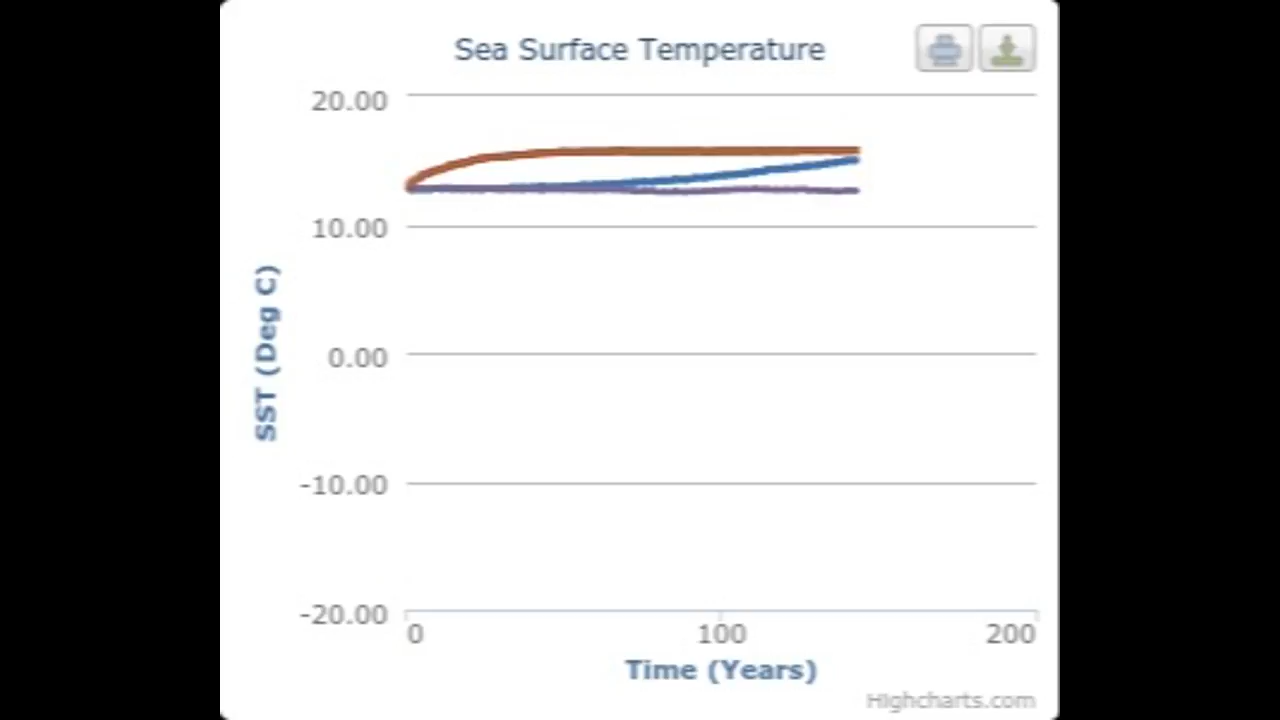 Sea Surface Temperature
20.00
10.00
0.00
-10.00
-20.00
SST (Deg C)
0
100
200
Time (Years)
Highcharts.com